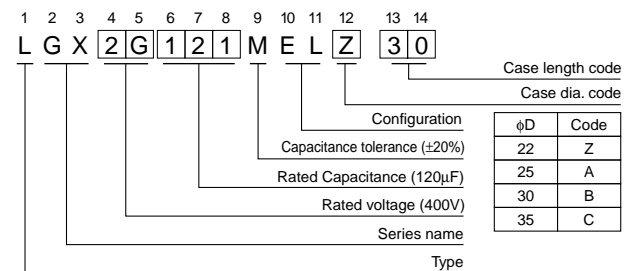 1 2 3 4 5 6 7 8 9 10 11 12 13 14
L G X 2 G 1 2 1 M E L Z 3 0
Case length code
Case dia. code
Configuration
Capacitance tolerance (±20%)
Rated Capacitance (120μF)
Rated voltage (400V)
Series name
Type
ϕD Code
22 Z
25 A
30 B
35 C